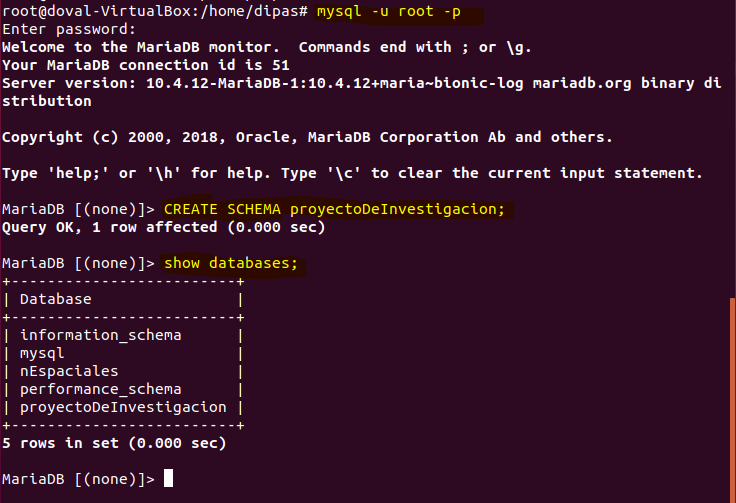 root@doval-VirtualBox:/home/dipas# mysql -u root -p
Enter password:
Welcome to the MariaDB monitor.  Commands end with ; or \g.
Your MariaDB connection id is 51
Server version: 10.4.12-MariaDB-1:10.4.12+maria~bionic-log mariadb.org binary di
stribution

Copyright (c) 2000, 2018, Oracle, MariaDB Corporation Ab and others.

Type 'help;' or '\h' for help. Type '\c' to clear the current input statement.

MariaDB [(none)]> CREATE SCHEMA proyectoDeInvestigacion;
Query OK, 1 row affected (0.000 sec)

MariaDB [(none)]> show databases;
+-------------------------+
| Database                |
+-------------------------+
| information_schema      |
| mysql                   |
| nEspaciales             |
| performance_schema      |
| proyectoDeInvestigacion |
+-------------------------+
5 rows in set (0.000 sec)

MariaDB [(none)]>